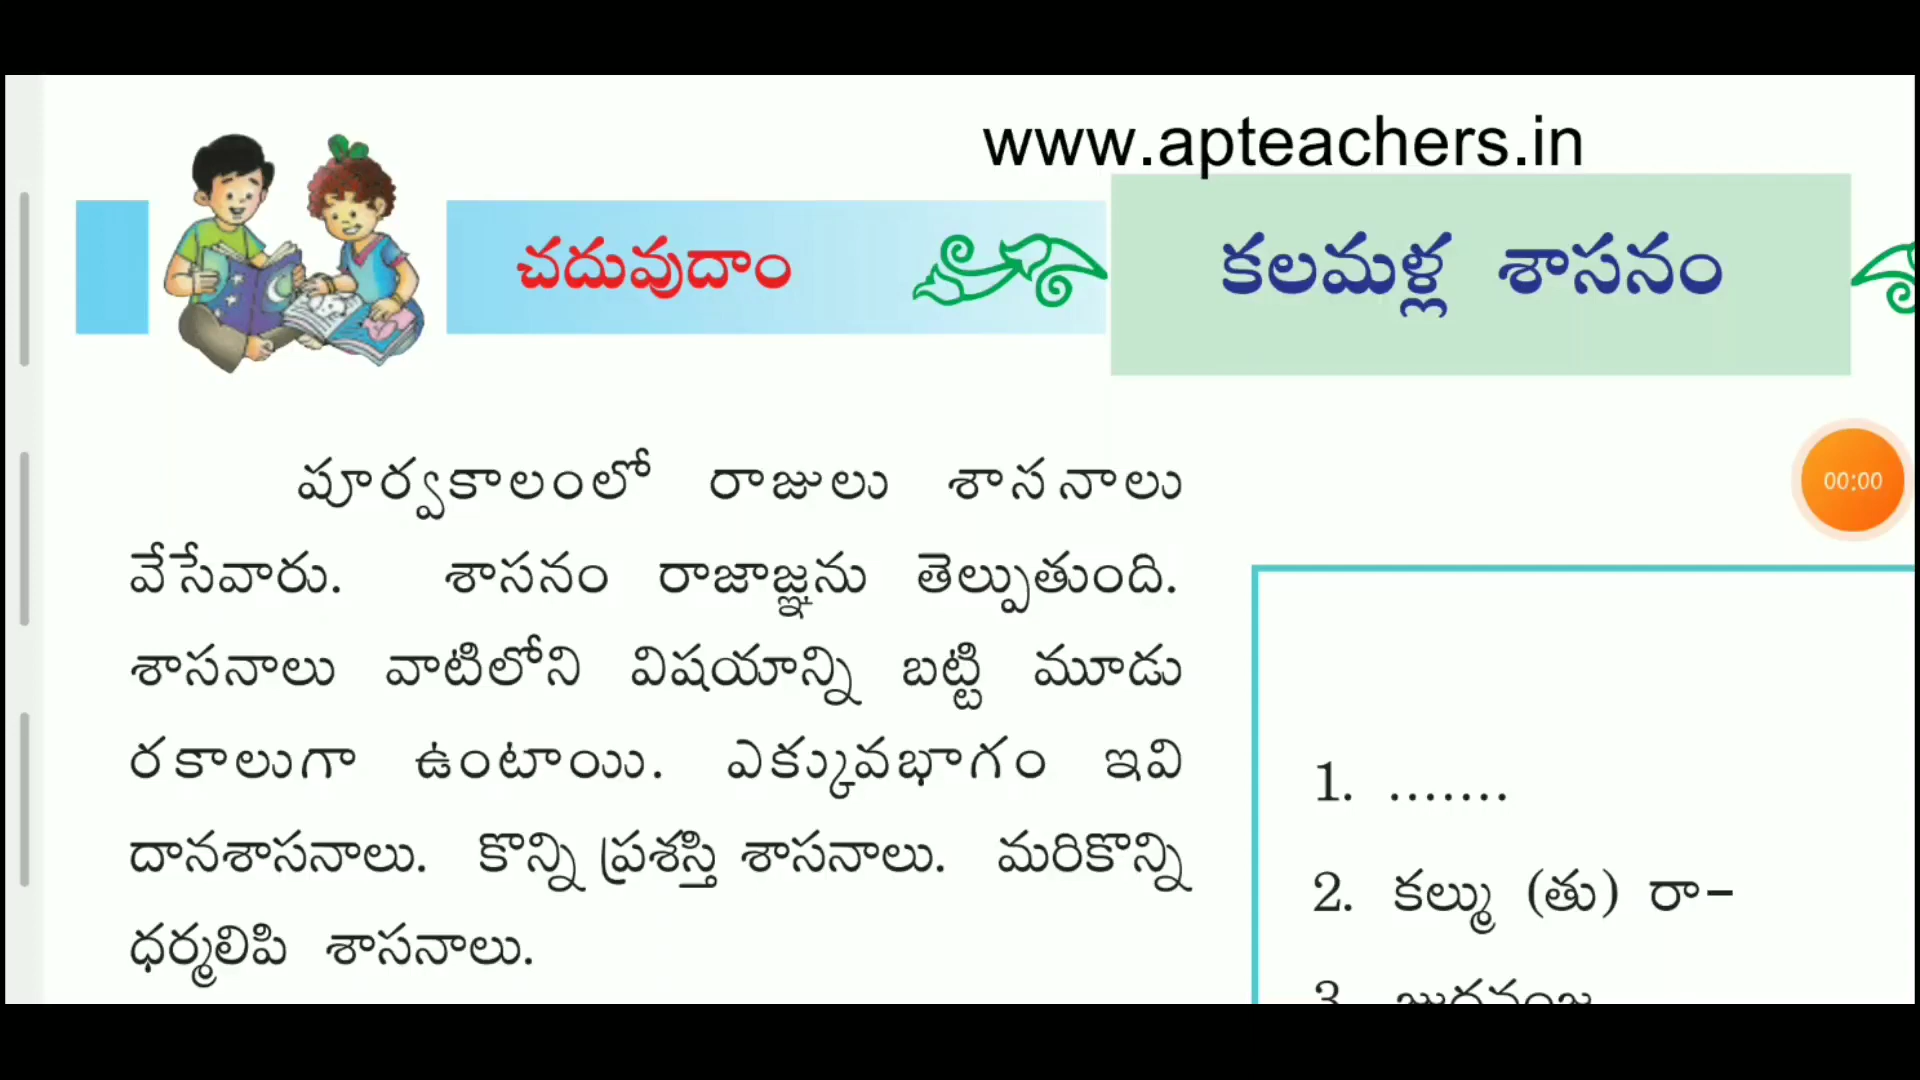 www.apteachers.in
చదువుదాం
కలమళ్ల శాసనం
పూర్వకాలంలో రాజులు శాసనాలు
వేసేవారు. శాసనం రాజాజ్ఞను తెల్పుతుంది.
శాసనాలు వాటిలోని విషయాన్ని బట్టి మూడు
రకాలుగా ఉంటాయి. ఎక్కువభాగం ఇవి
దానశాసనాలు. కొన్ని ప్రశస్తి శాసనాలు. మరికొన్ని
ధర్మలిపి శాసనాలు.
00:00
1. .......
2. కల్ము (తు) రా-
3.